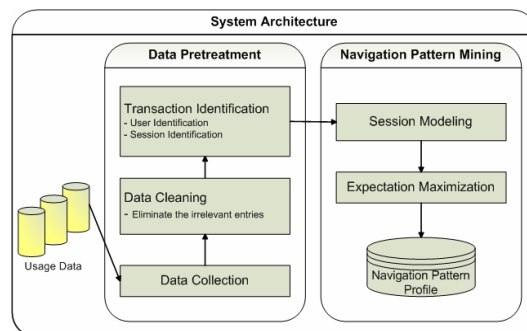 System Architecture
Data Pretreatment
Transaction Identification
- User Identification
- Session Identification
Data Cleaning
- Eliminate the irrelevant entries
Data Collection
Usage Data
Navigation Pattern Mining
Session Modeling
Expectation Maximization
Navigation Pattern
Profile